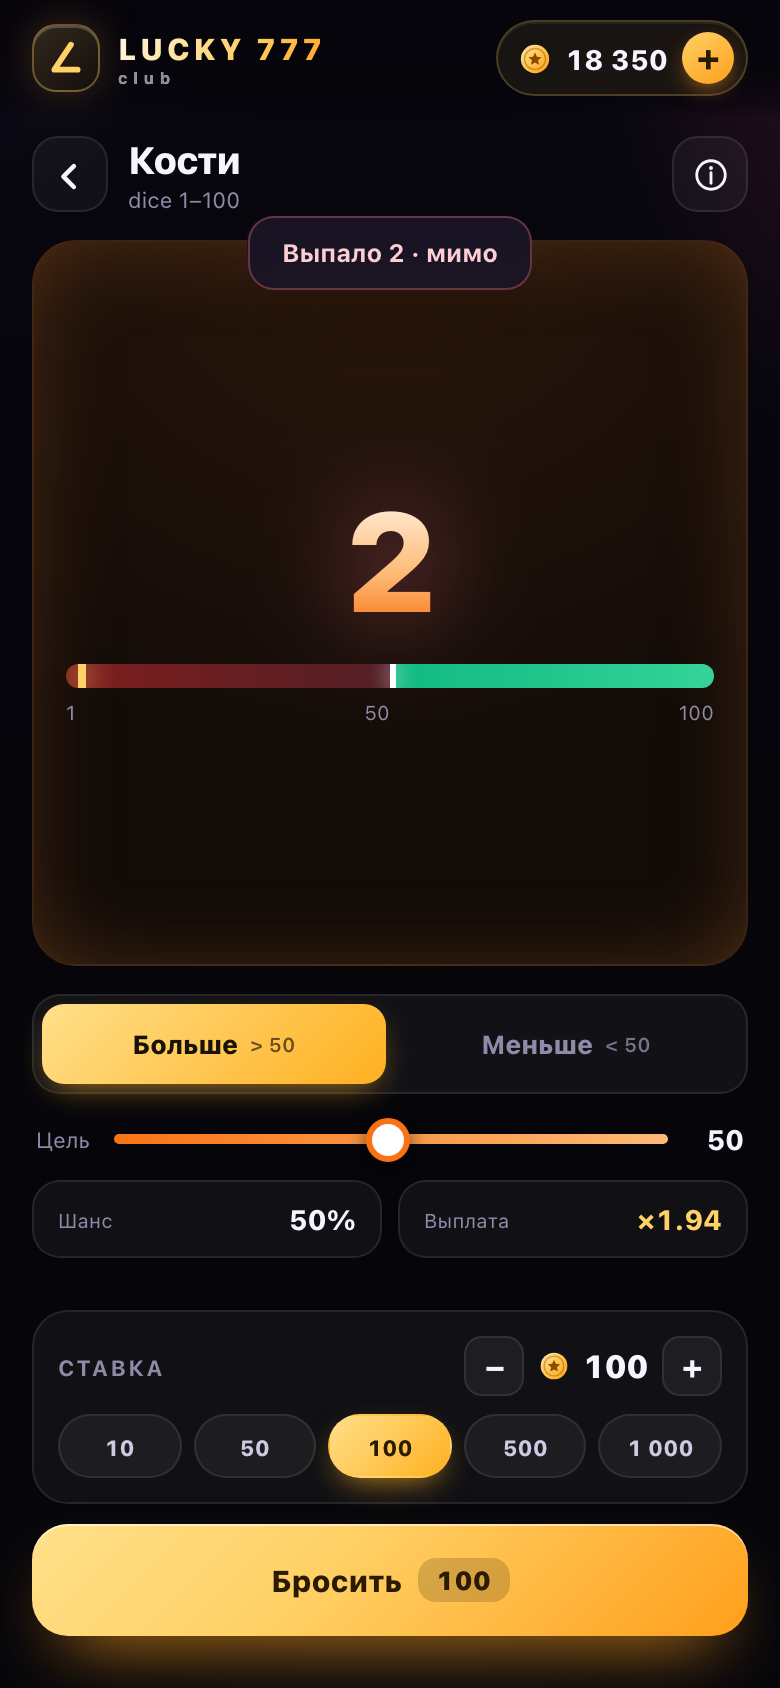 LUCKY 777
club
18 350 +
Кости
dice 1–100
Выпало 2 · мимо
2
1 50 100
Больше > 50 Меньше < 50
Цель 50
Шанс 50% Выплата ×1.94
СТАВКА − 100 +
10 50 100 500 1 000
Бросить 100